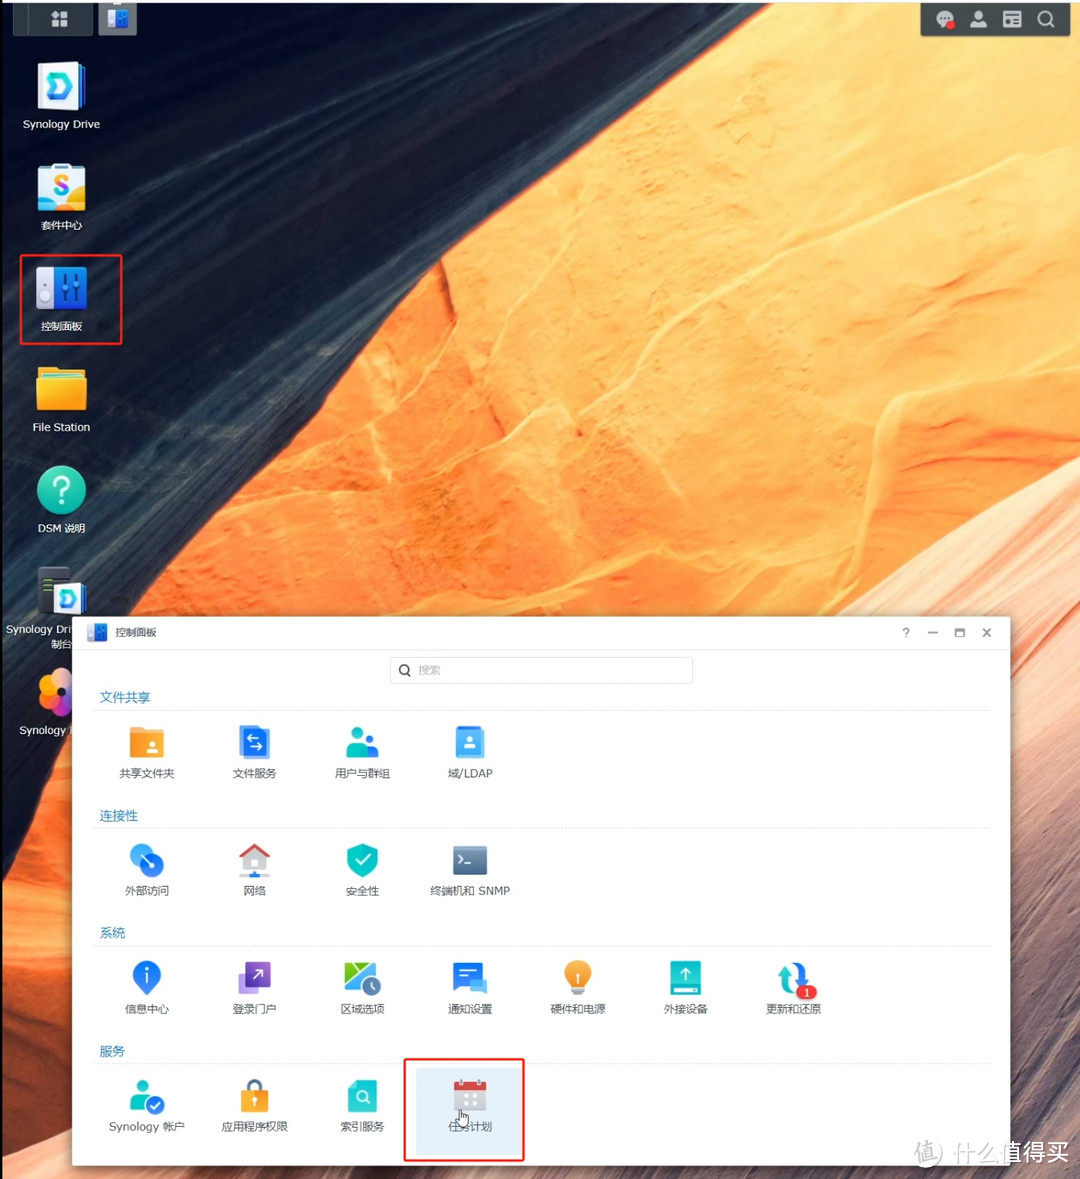 Synology Drive
套件中心
控制面板
File Station
DSM 说明
Synology Dri
制台
Synology
控制面板
搜索
文件共享
共享文件夹
文件服务
用户与群组
域/LDAP
连接性
外部访问
网络
安全性
终端机和 SNMP
系统
信息中心
登录门户
区域选项
通知设置
硬件和电源
外接设备
更新和还原
1
服务
Synology 帐户
应用程序权限
索引服务
任务计划
值 什么值得买